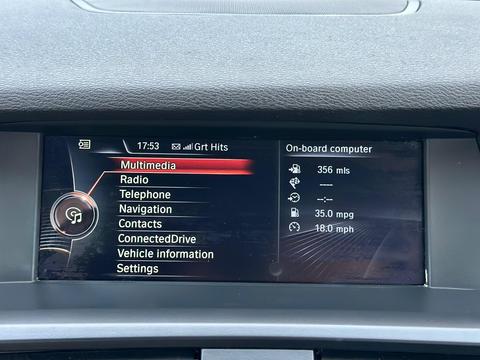 17:53 Grt Hits
Multimedia
Radio
Telephone
Navigation
Contacts
ConnectedDrive
Vehicle information
Settings
On-board computer
356 mls
----
--:--
35.0 mpg
18.0 mph